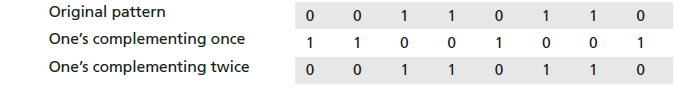 Original pattern 0 0 1 1 0 1 1 0
One's complementing once 1 1 0 0 1 0 0 1
One's complementing twice 0 0 1 1 0 1 1 0